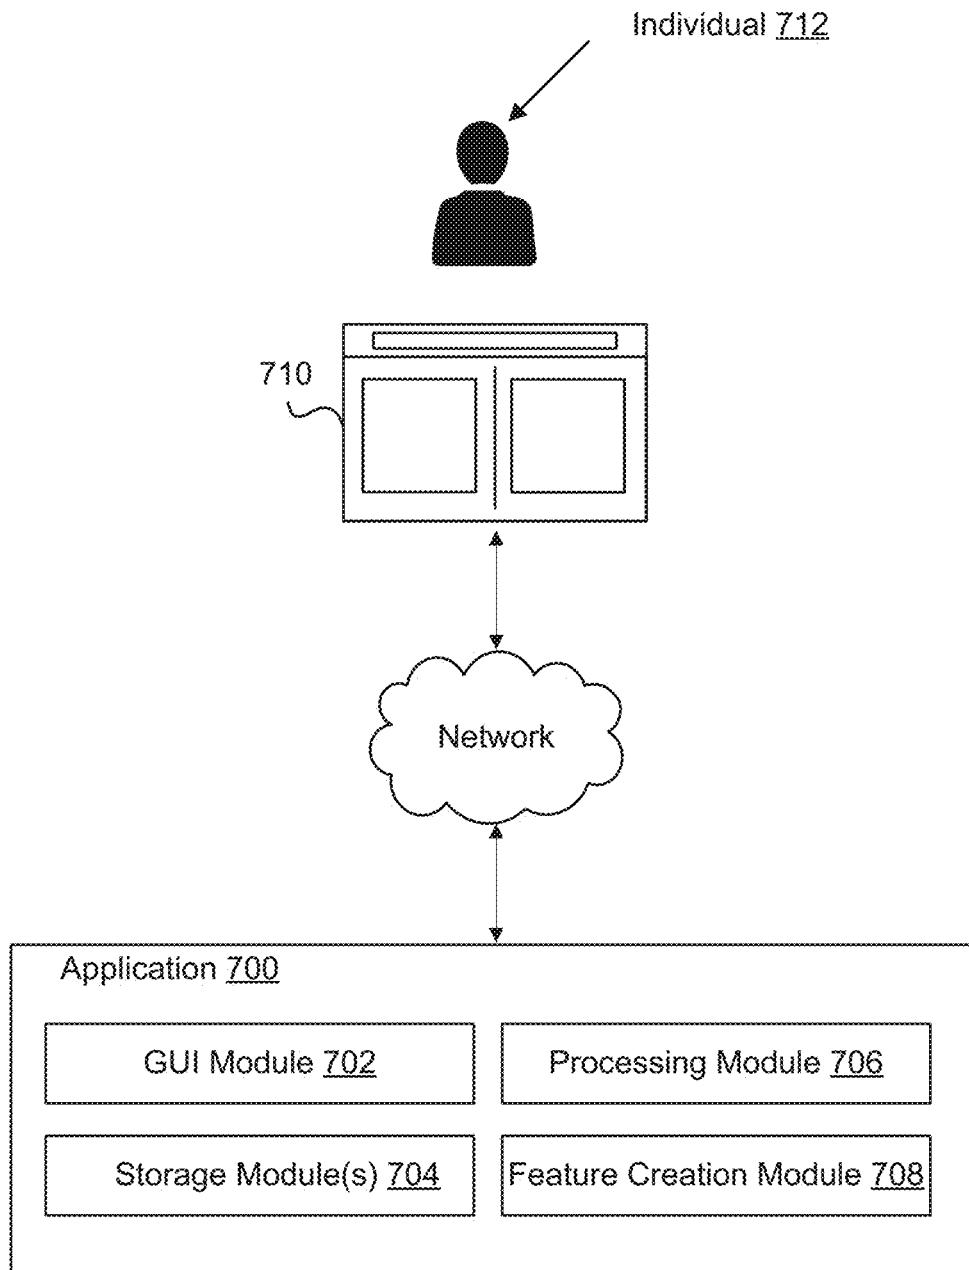 Individual 712
710
Network
Application 700
GUI Module 702
Processing Module 706
Storage Module(s) 704
Feature Creation Module 708